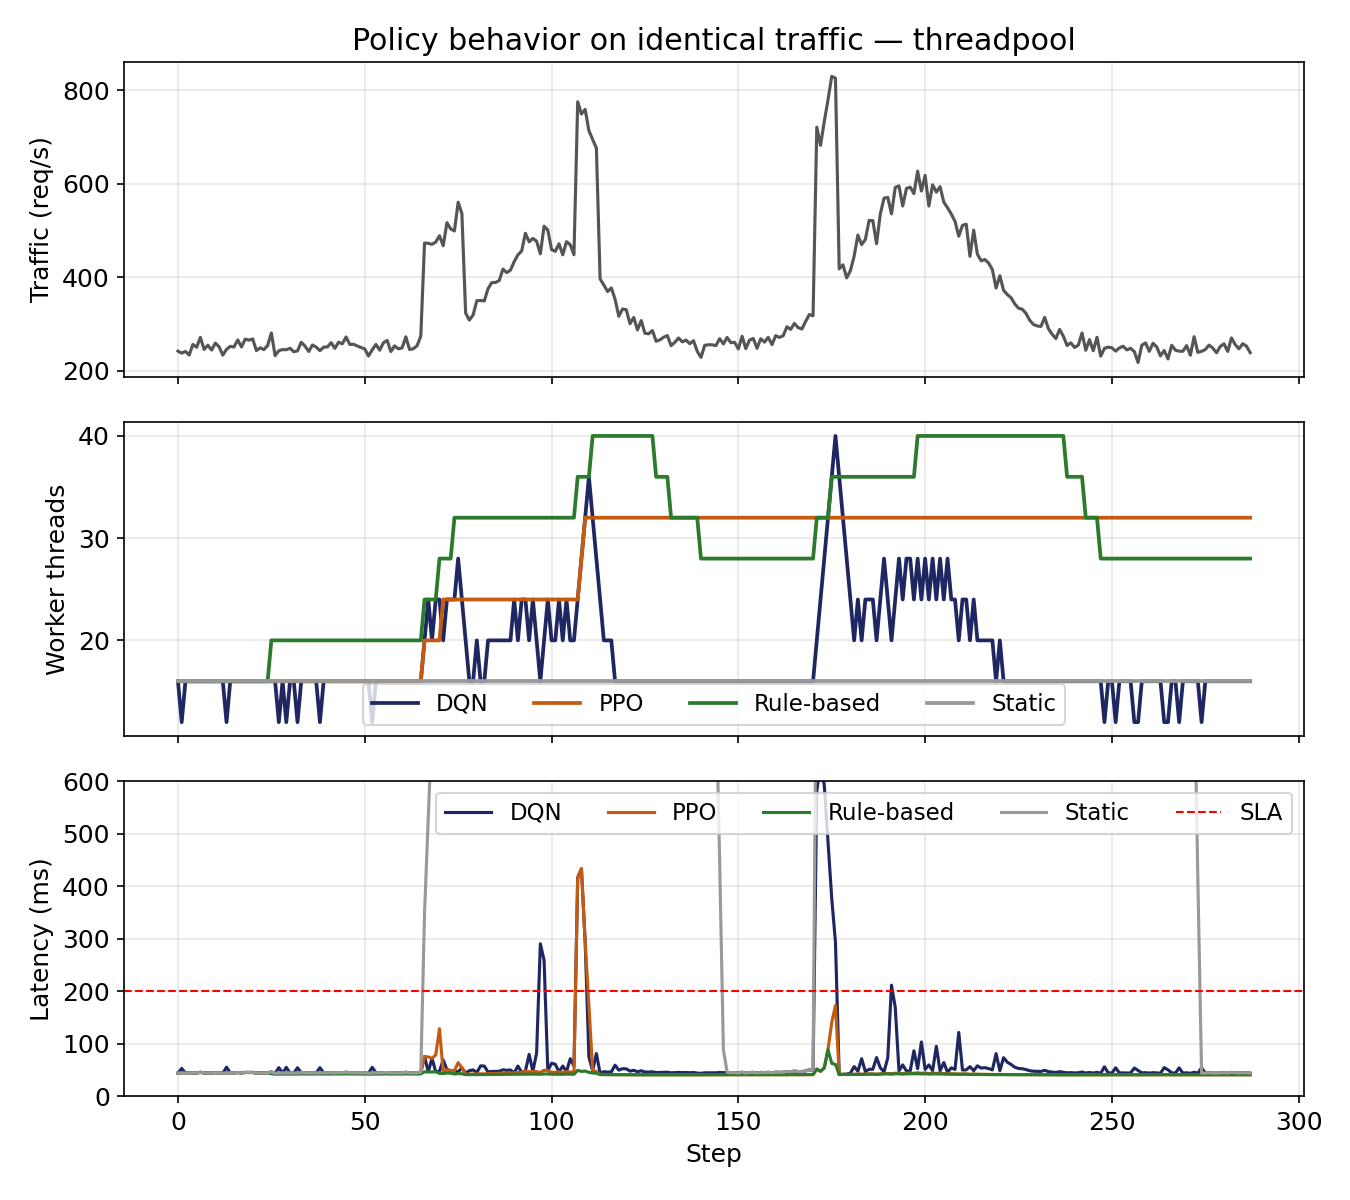 Policy behavior on identical traffic — threadpool
Traffic (req/s)
800
600
400
200
Worker threads
40
30
20
DQN PPO Rule-based Static
Latency (ms)
600
500
400
300
200
100
0
DQN PPO Rule-based Static SLA
0 50 100 150 200 250 300
Step